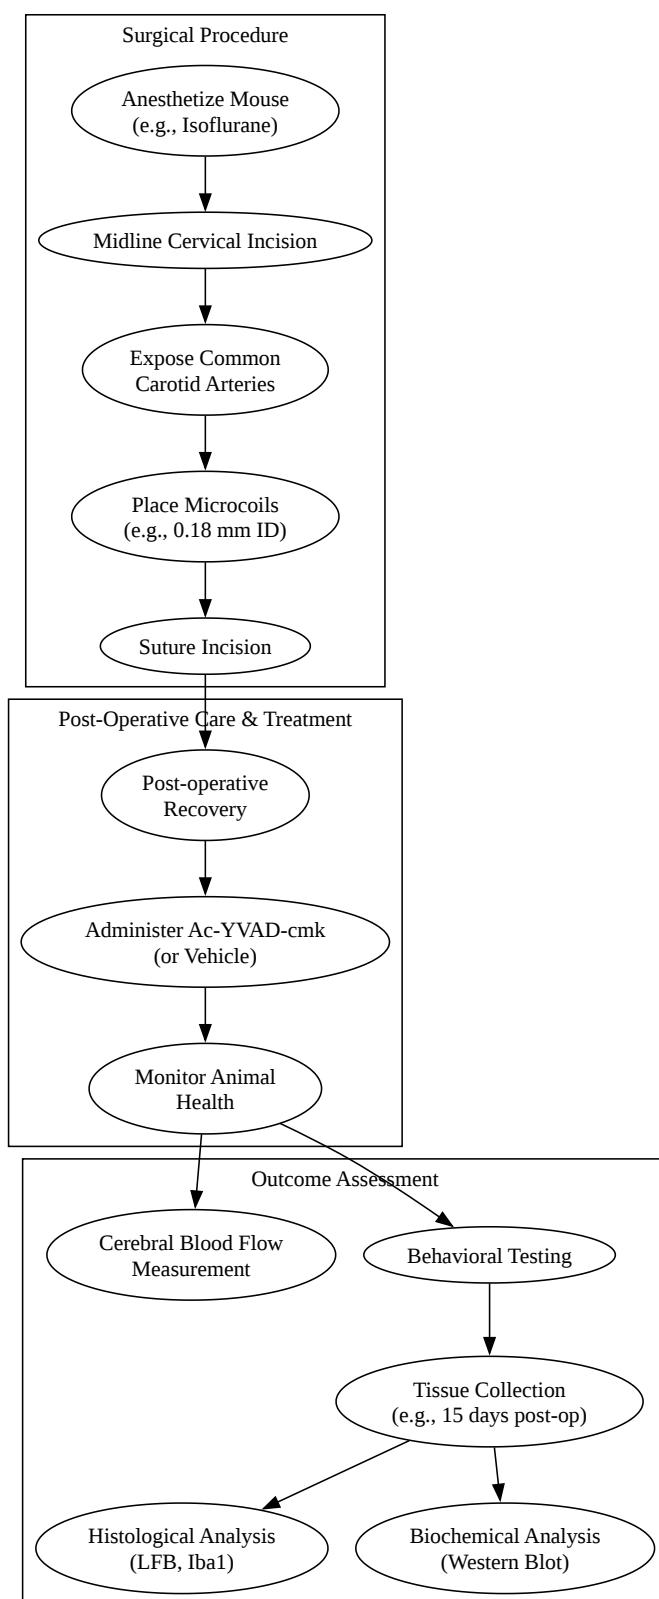 Surgical Procedure
Anesthetize Mouse
(e.g., Isoflurane)
Midline Cervical Incision
Expose Common
Carotid Arteries
Place Microcoils
(e.g., 0.18 mm ID)
Suture Incision
Post-Operative Care & Treatment
Post-operative
Recovery
Administer Ac-YVAD-cmk
(or Vehicle)
Monitor Animal
Health
Outcome Assessment
Cerebral Blood Flow
Measurement
Behavioral Testing
Tissue Collection
(e.g., 15 days post-op)
Histological Analysis
(LFB, Iba1)
Biochemical Analysis
(Western Blot)